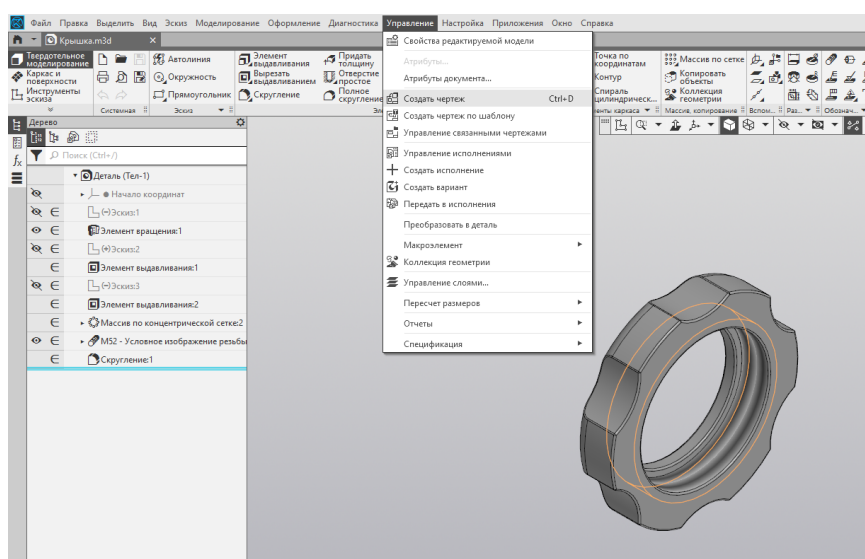 Файл Правка Выделить Вид Эскиз Моделирование Оформление Диагностика Управление Настройка Приложения Окно Справка
Крышка.m3d ×
Твердотельное моделирование
Каркас и поверхности
Инструменты эскиза
Системная
Автолиния
Окружность
Прямоугольник
Эскиз
Элемент выдавливания
Вырезать выдавливанием
Скругление
Придать толщину
Отверстие простое
Полное скругление
Точка по координатам
Контур
Спираль цилиндрическ...
Массив по сетке
Копировать объекты
Коллекция геометрии
Массив, копирование
Вспом...
Раз...
Обознач...
Дерево
Поиск (Ctrl+/)
Деталь (Тел-1)
Начало координат
(-)Эскиз:1
Элемент вращения:1
(+)Эскиз:2
Элемент выдавливания:1
(-)Эскиз:3
Элемент выдавливания:2
Массив по концентрической сетке:2
M52 - Условное изображение резьбы
Скругление:1
Свойства редактируемой модели
Атрибуты...
Атрибуты документа...
Создать чертеж Ctrl+D
Создать чертеж по шаблону
Управление связанными чертежами
Управление исполнениями
Создать исполнение
Создать вариант
Передать в исполнения
Преобразовать в деталь
Макроэлемент
Коллекция геометрии
Управление слоями...
Пересчет размеров
Отчеты
Спецификация